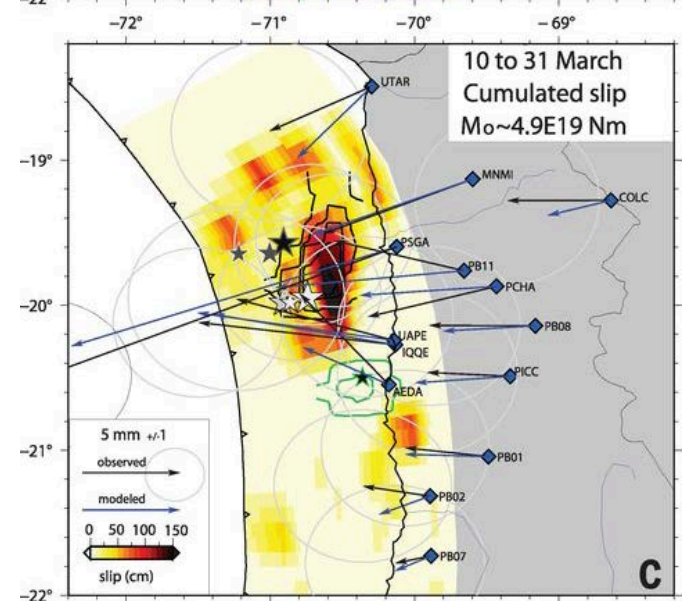 −72° −71° −70° −69°
−22°
10 to 31 March
Cumulated slip
Mo~4.9E19 Nm
UTAR
−19°
MNMI
COLC
PSGA
PB11
PCHA
−20°
PB08
UAPE
IQQE
PICC
AEDA
−21°
PB01
PB02
PB07
5 mm +/-1
observed
modeled
0 50 100 150
slip (cm)
C
−22°